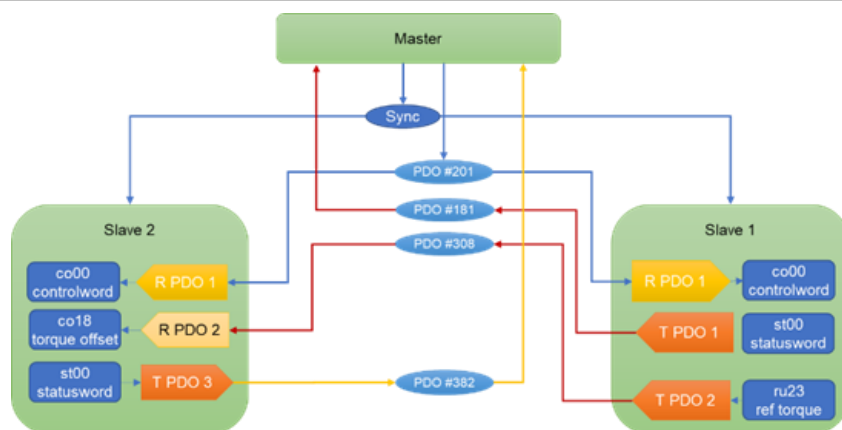 Master
Sync
PDO #201
PDO #181
PDO #308
PDO #382
Slave 2
co00
controlword
R PDO 1
co18
torque offset
R PDO 2
st00
statusword
T PDO 3
Slave 1
R PDO 1
co00
controlword
T PDO 1
st00
statusword
T PDO 2
ru23
ref torque